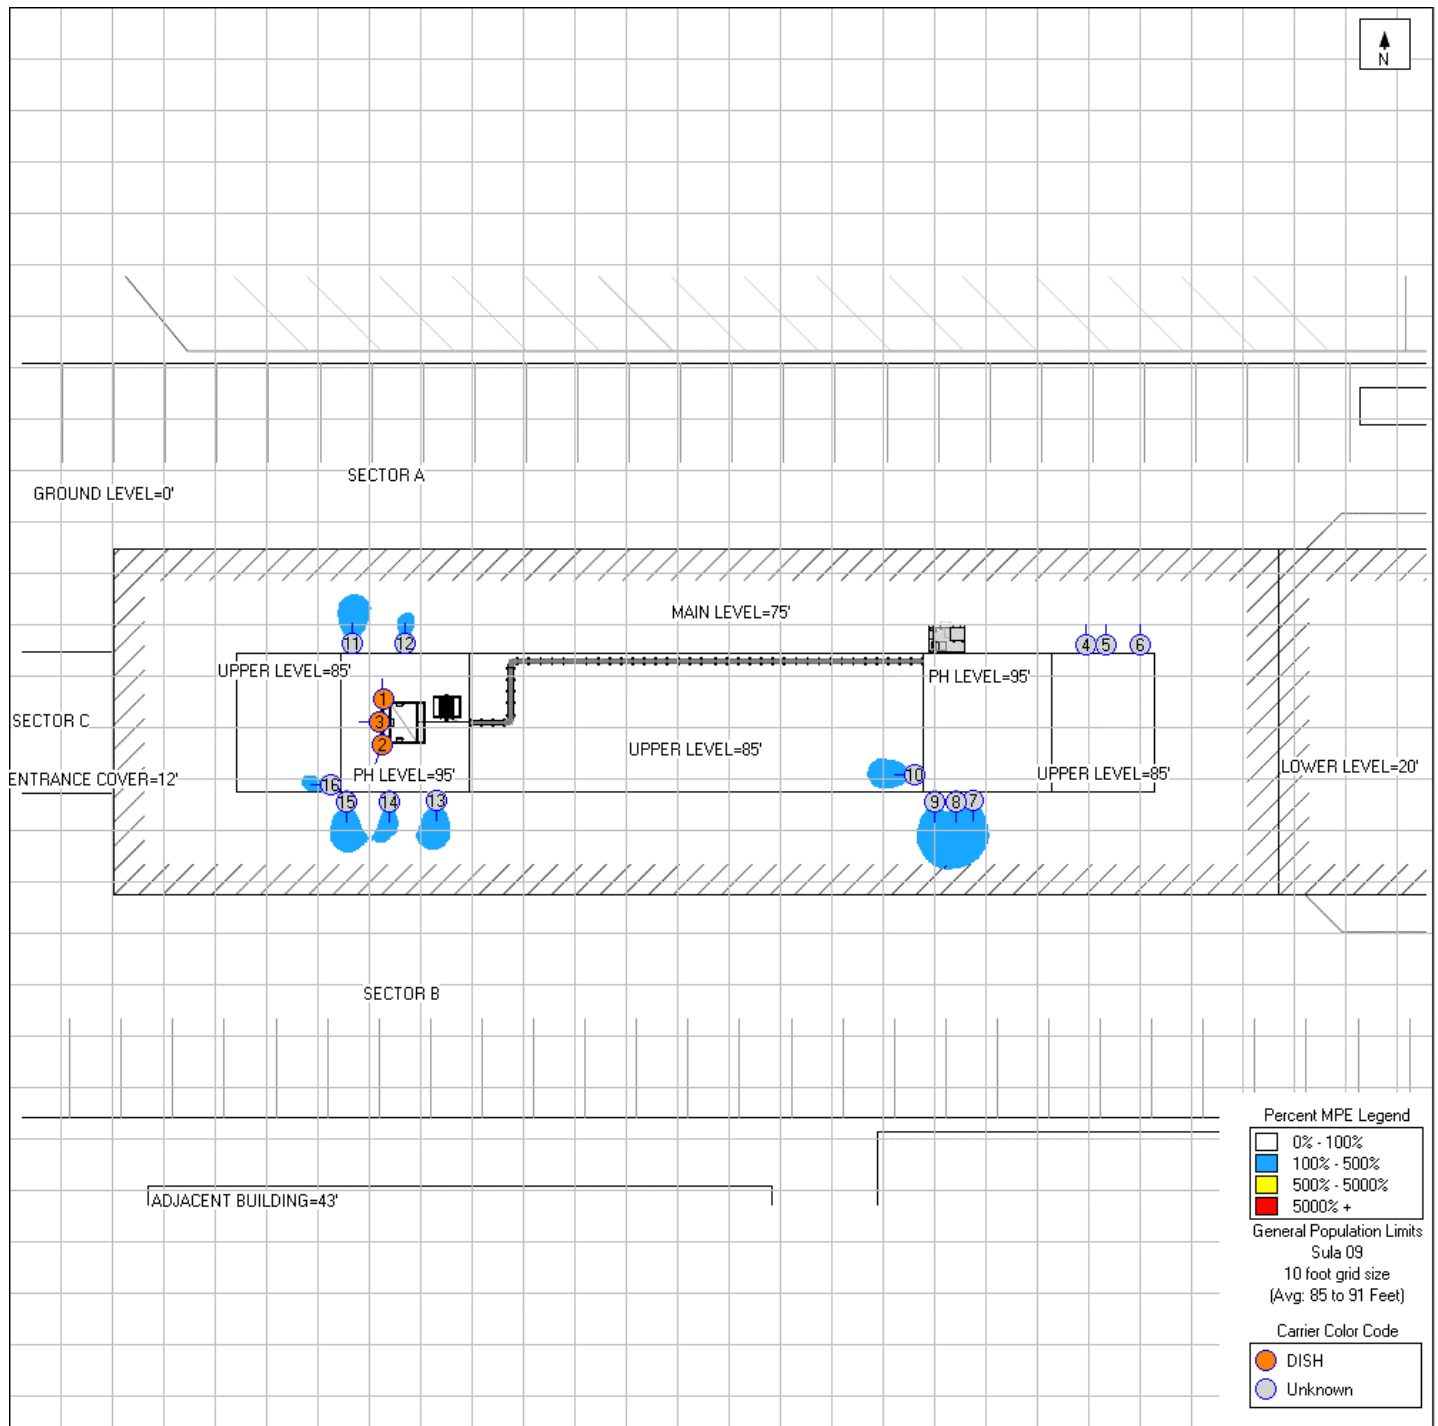 N
SECTOR A
GROUND LEVEL=0'
MAIN LEVEL=75'
11
12
4
5
6
UPPER LEVEL=85'
PH LEVEL=95'
1
SECTOR C
3
2
UPPER LEVEL=85'
ENTRANCE COVER=12'
16
PH LEVEL=95'
10
UPPER LEVEL=85'
LOWER LEVEL=20'
15
14
13
9
8
7
SECTOR B
ADJACENT BUILDING=43'
Percent MPE Legend
0% - 100%
100% - 500%
500% - 5000%
5000% +
General Population Limits
Sula 09
10 foot grid size
(Avg: 85 to 91 Feet)
Carrier Color Code
DISH
Unknown